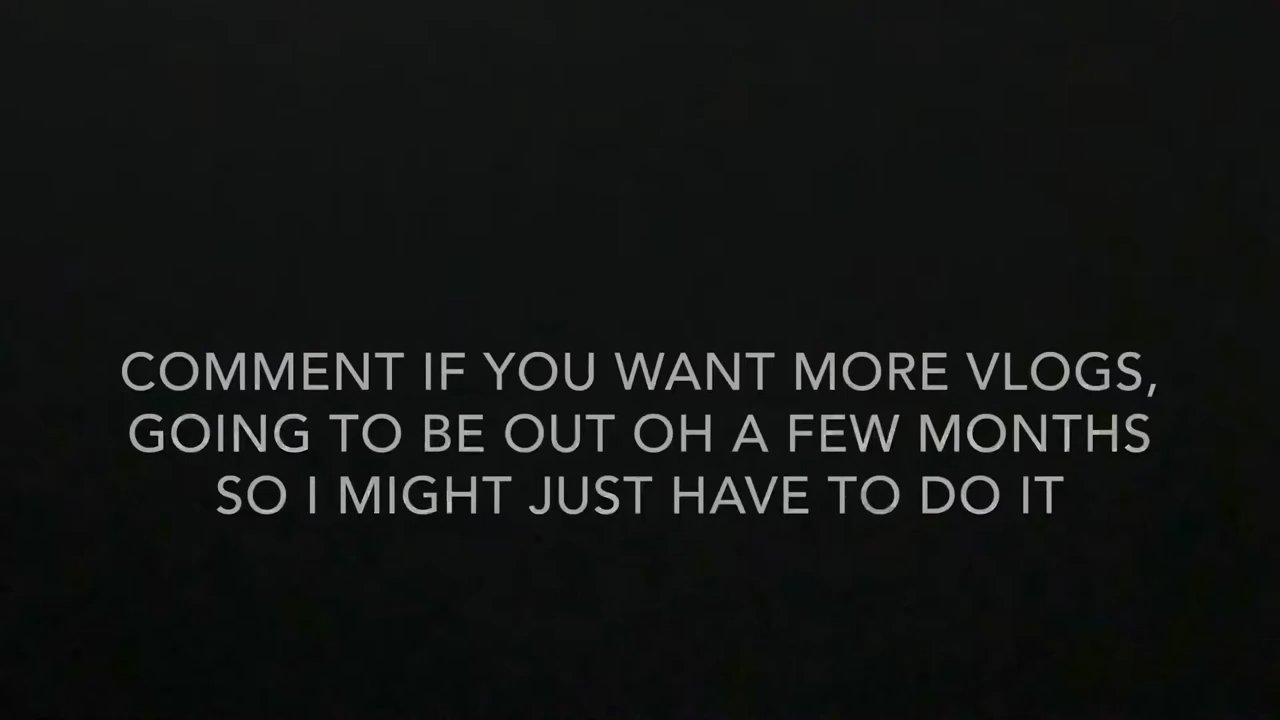 COMMENT IF YOU WANT MORE VLOGS,
GOING TO BE OUT OH A FEW MONTHS
SO I MIGHT JUST HAVE TO DO IT